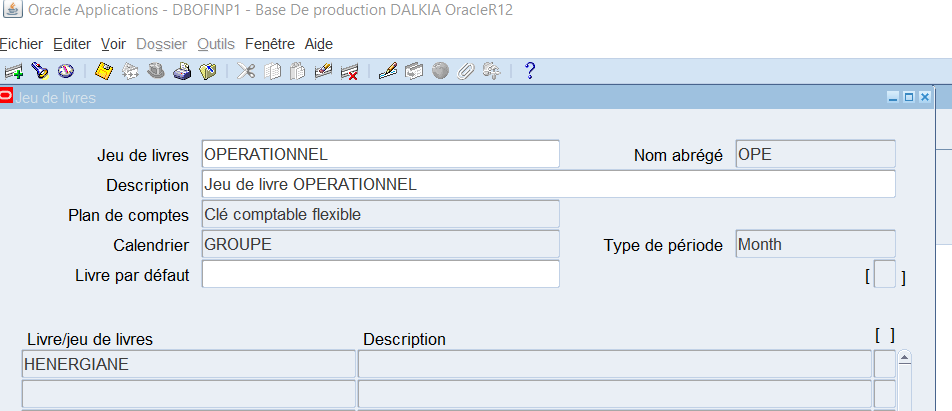 Oracle Applications - DBOFINP1 - Base De production DALKIA OracleR12
Fichier Editer Voir Dossier Outils Fenêtre Aide
Jeu de livres
Jeu de livres OPERATIONNEL Nom abrégé OPE
Description Jeu de livre OPERATIONNEL
Plan de comptes Clé comptable flexible
Calendrier GROUPE Type de période Month
Livre par défaut [ ]
Livre/jeu de livres Description [ ]
HENERGIANE